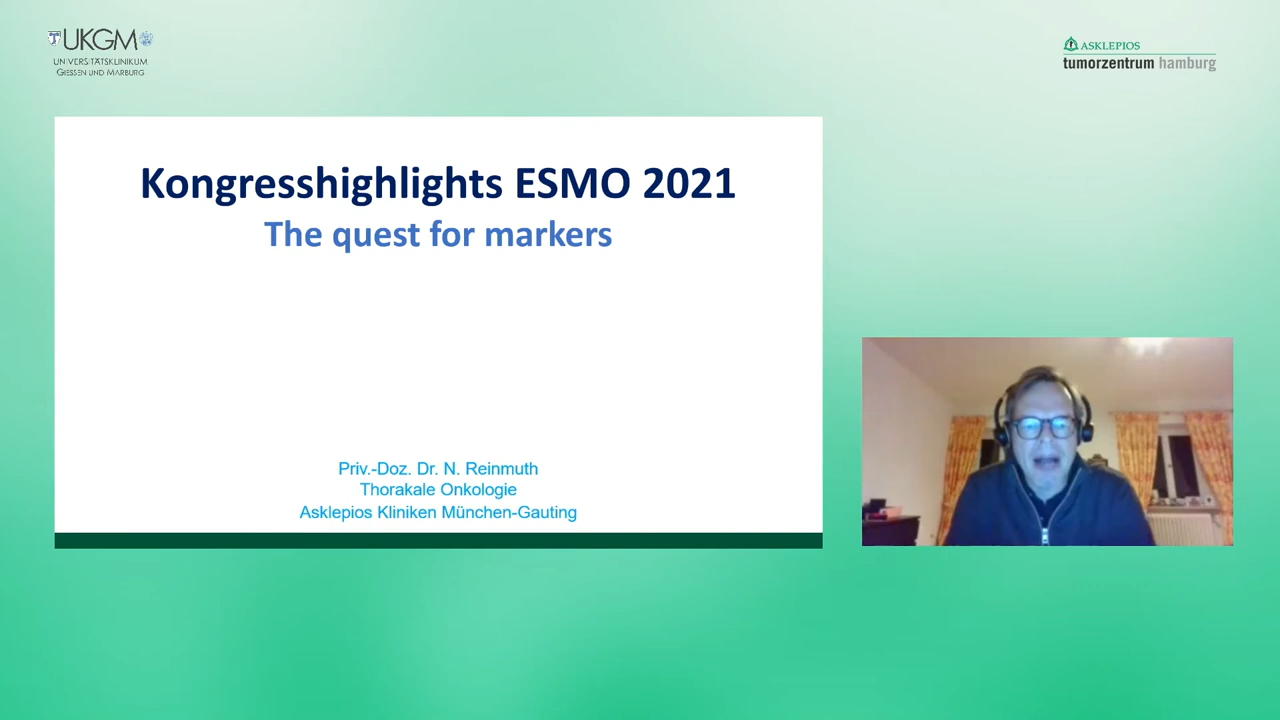 UKGM
UNIVERSITÄTSKLINIKUM
GIESSEN UND MARBURG
ASKLEPIOS
tumorzentrum hamburg
Kongresshighlights ESMO 2021
The quest for markers
Priv.-Doz. Dr. N. Reinmuth
Thorakale Onkologie
Asklepios Kliniken München-Gauting